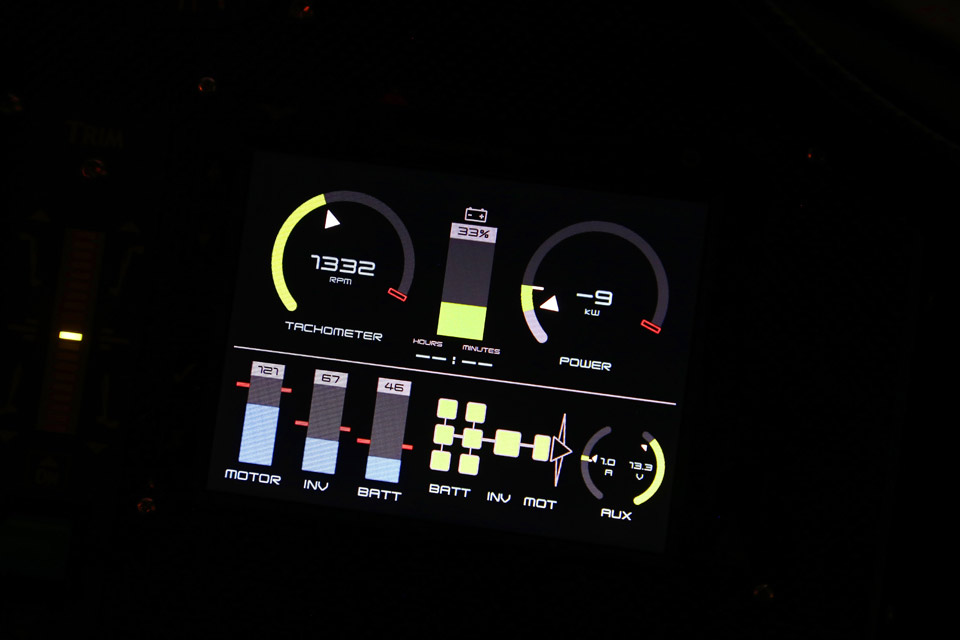 TRIM
33%
1332
RPM
-9
kW
TACHOMETER
HOURS MINUTES
-- : --
POWER
121
67
46
1.0
A
13.3
V
MOTOR INV BATT
BATT INV MOT
AUX